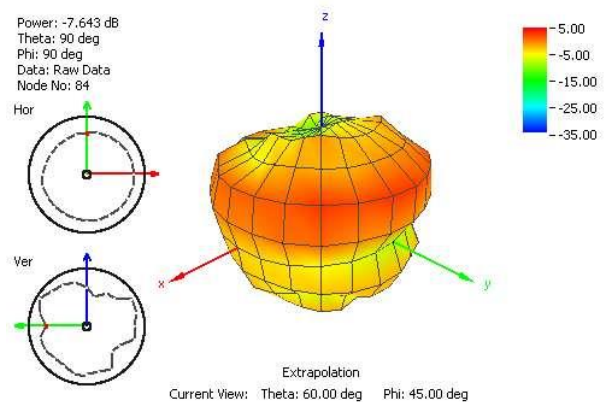 Power: -7.643 dB
Theta: 90 deg
Phi: 90 deg
Data: Raw Data
Node No: 84
Hor
Ver
z
x
y
5.00
-5.00
-15.00
-25.00
-35.00
Extrapolation
Current View: Theta: 60.00 deg Phi: 45.00 deg